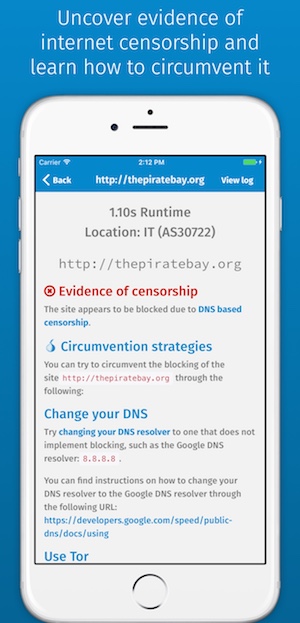 Uncover evidence of
internet censorship and
learn how to circumvent it
Carrier 2:12 PM
Back http://thepiratebay.org View log
1.10s Runtime
Location: IT (AS30722)
http://thepiratebay.org
Evidence of censorship
The site appears to be blocked due to DNS based
censorship.
Circumvention strategies
You can try to circumvent the blocking of the
site http://thepiratebay.org through the
following:
Change your DNS
Try changing your DNS resolver to one that does not
implement blocking, such as the Google DNS
resolver: 8.8.8.8 .
You can find instructions on how to change your
DNS resolver to the Google DNS resolver through
the following URL:
https://developers.google.com/speed/public-
dns/docs/using
Use Tor